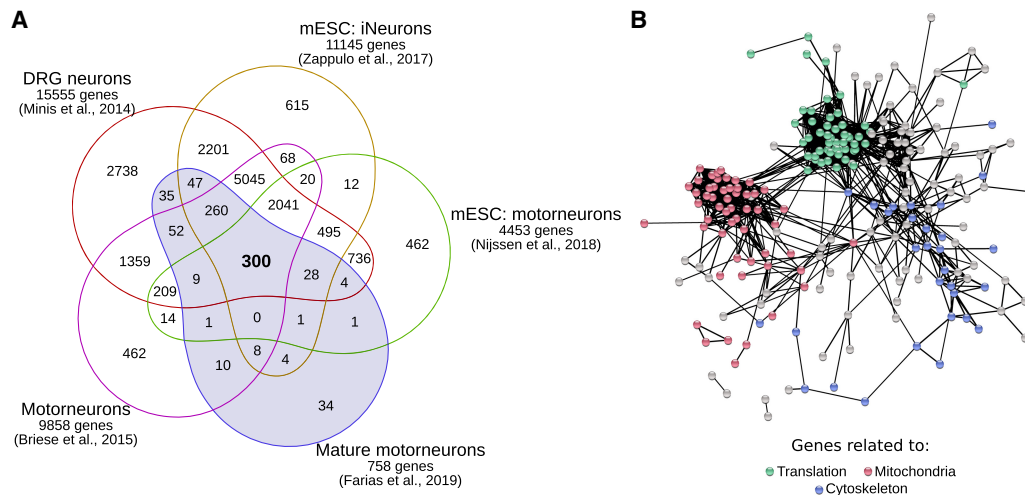 A
mESC: iNeurons
11145 genes
(Zappulo et al., 2017)
DRG neurons
15555 genes
(Minis et al., 2014)
mESC: motorneurons
4453 genes
(Nijssen et al., 2018)
Motorneurons
9858 genes
(Briese et al., 2015)
Mature motorneurons
758 genes
(Farias et al., 2019)
615
2738
2201
68
12
462
35
47
5045
20
260
2041
52
495
736
1359
300
9
28
4
209
14
1
0
1
1
462
10
8
4
34
B
Genes related to:
Translation Mitochondria
Cytoskeleton